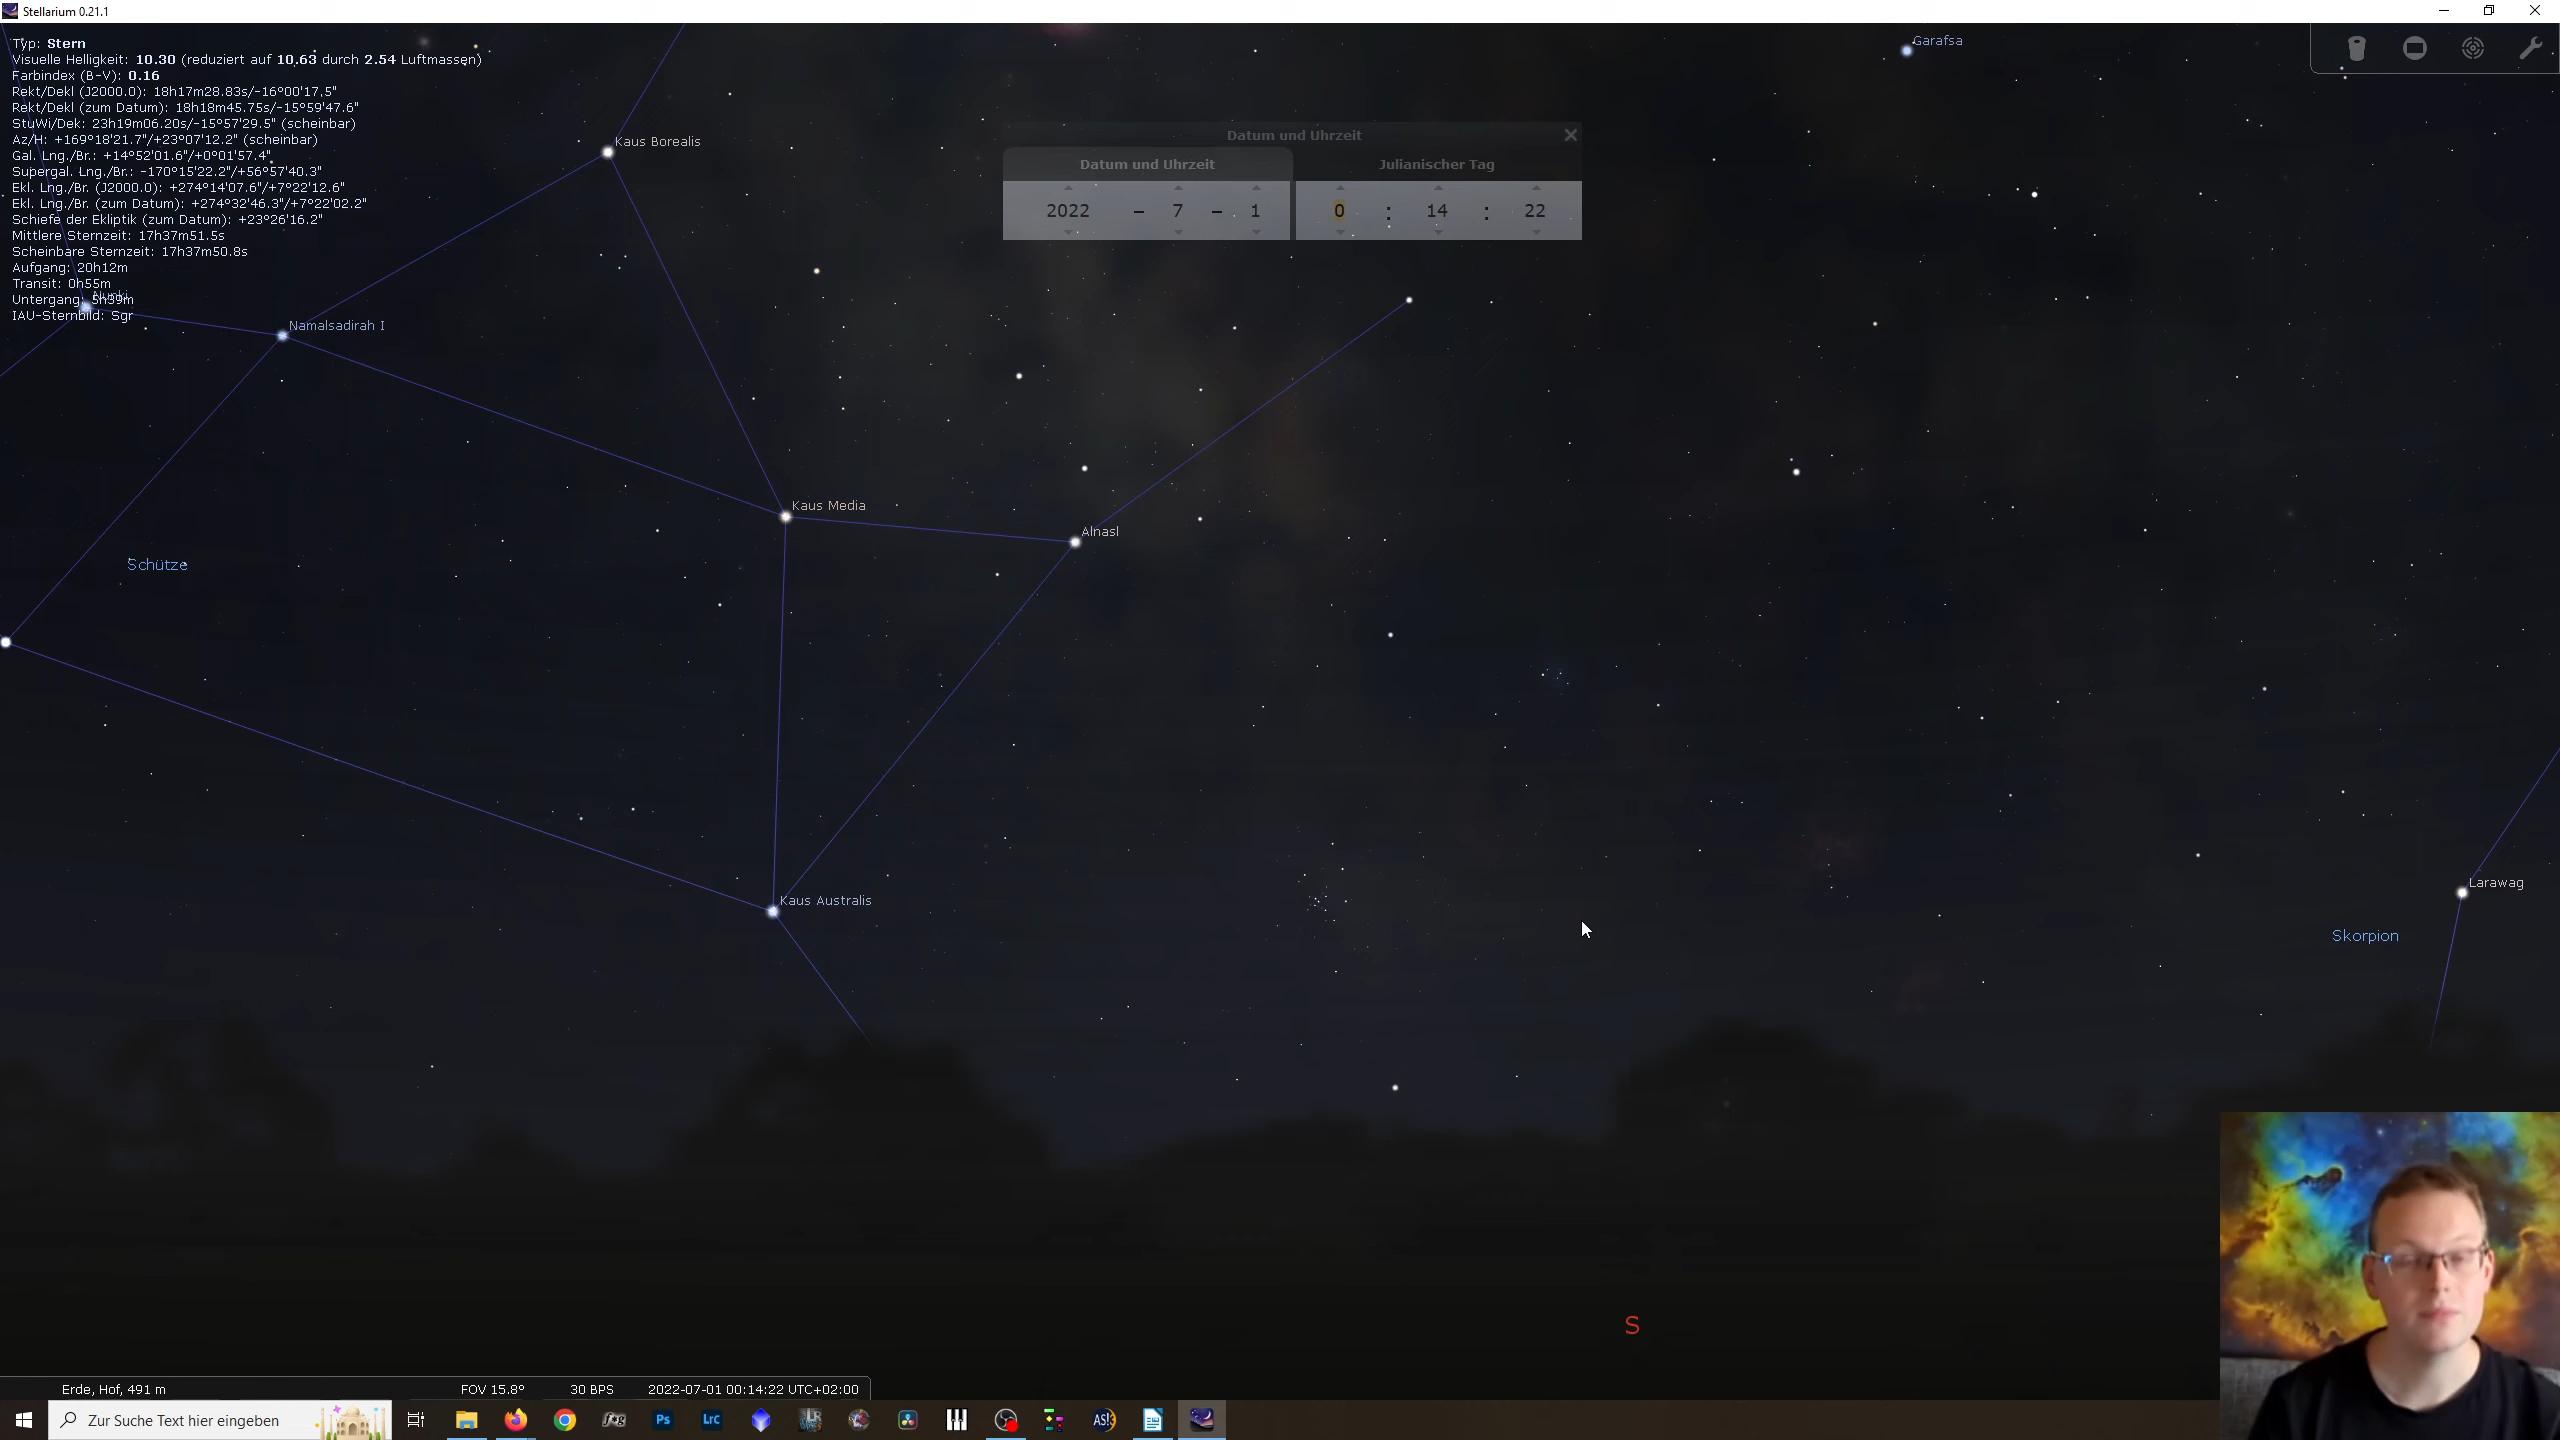 Stellarium 0.21.1
Typ: Stern
Visuelle Helligkeit: 10.30 (reduziert auf 10.63 durch 2.54 Luftmassen)
Farbindex (B-V): 0.16
Rekt/Dekl (J2000.0): 18h17m28.83s/-16°00'17.5"
Rekt/Dekl (zum Datum): 18h18m45.75s/-15°59'47.6"
StuWi/Dek: 23h19m06.20s/-15°57'29.5" (scheinbar)
Az/H: +169°18'21.7"/+23°07'12.2" (scheinbar)
Gal. Lng./Br.: +14°52'01.6"/+0°01'57.4"
Supergal. Lng./Br.: -170°15'22.2"/+56°57'40.3"
Ekl. Lng./Br. (J2000.0): +274°14'07.6"/+7°22'12.6"
Ekl. Lng./Br. (zum Datum): +274°32'46.3"/+7°22'02.2"
Schiefe der Ekliptik (zum Datum): +23°26'16.2"
Mittlere Sternzeit: 17h37m51.5s
Scheinbare Sternzeit: 17h37m50.8s
Aufgang: 20h12m
Transit: 0h55m
Untergang: 5h39m
IAU-Sternbild: Sgr
Nunki
Garafsa
Datum und Uhrzeit
Datum und Uhrzeit Julianischer Tag
2022 - 7 - 1 0 : 14 : 22
Kaus Borealis
Namalsadirah I
Kaus Media
Alnasl
Schütze
Kaus Australis
Larawag
Skorpion
S
Erde, Hof, 491 m FOV 15.8° 30 BPS 2022-07-01 00:14:22 UTC+02:00
Zur Suche Text hier eingeben
Ps
Lrc
AS!3